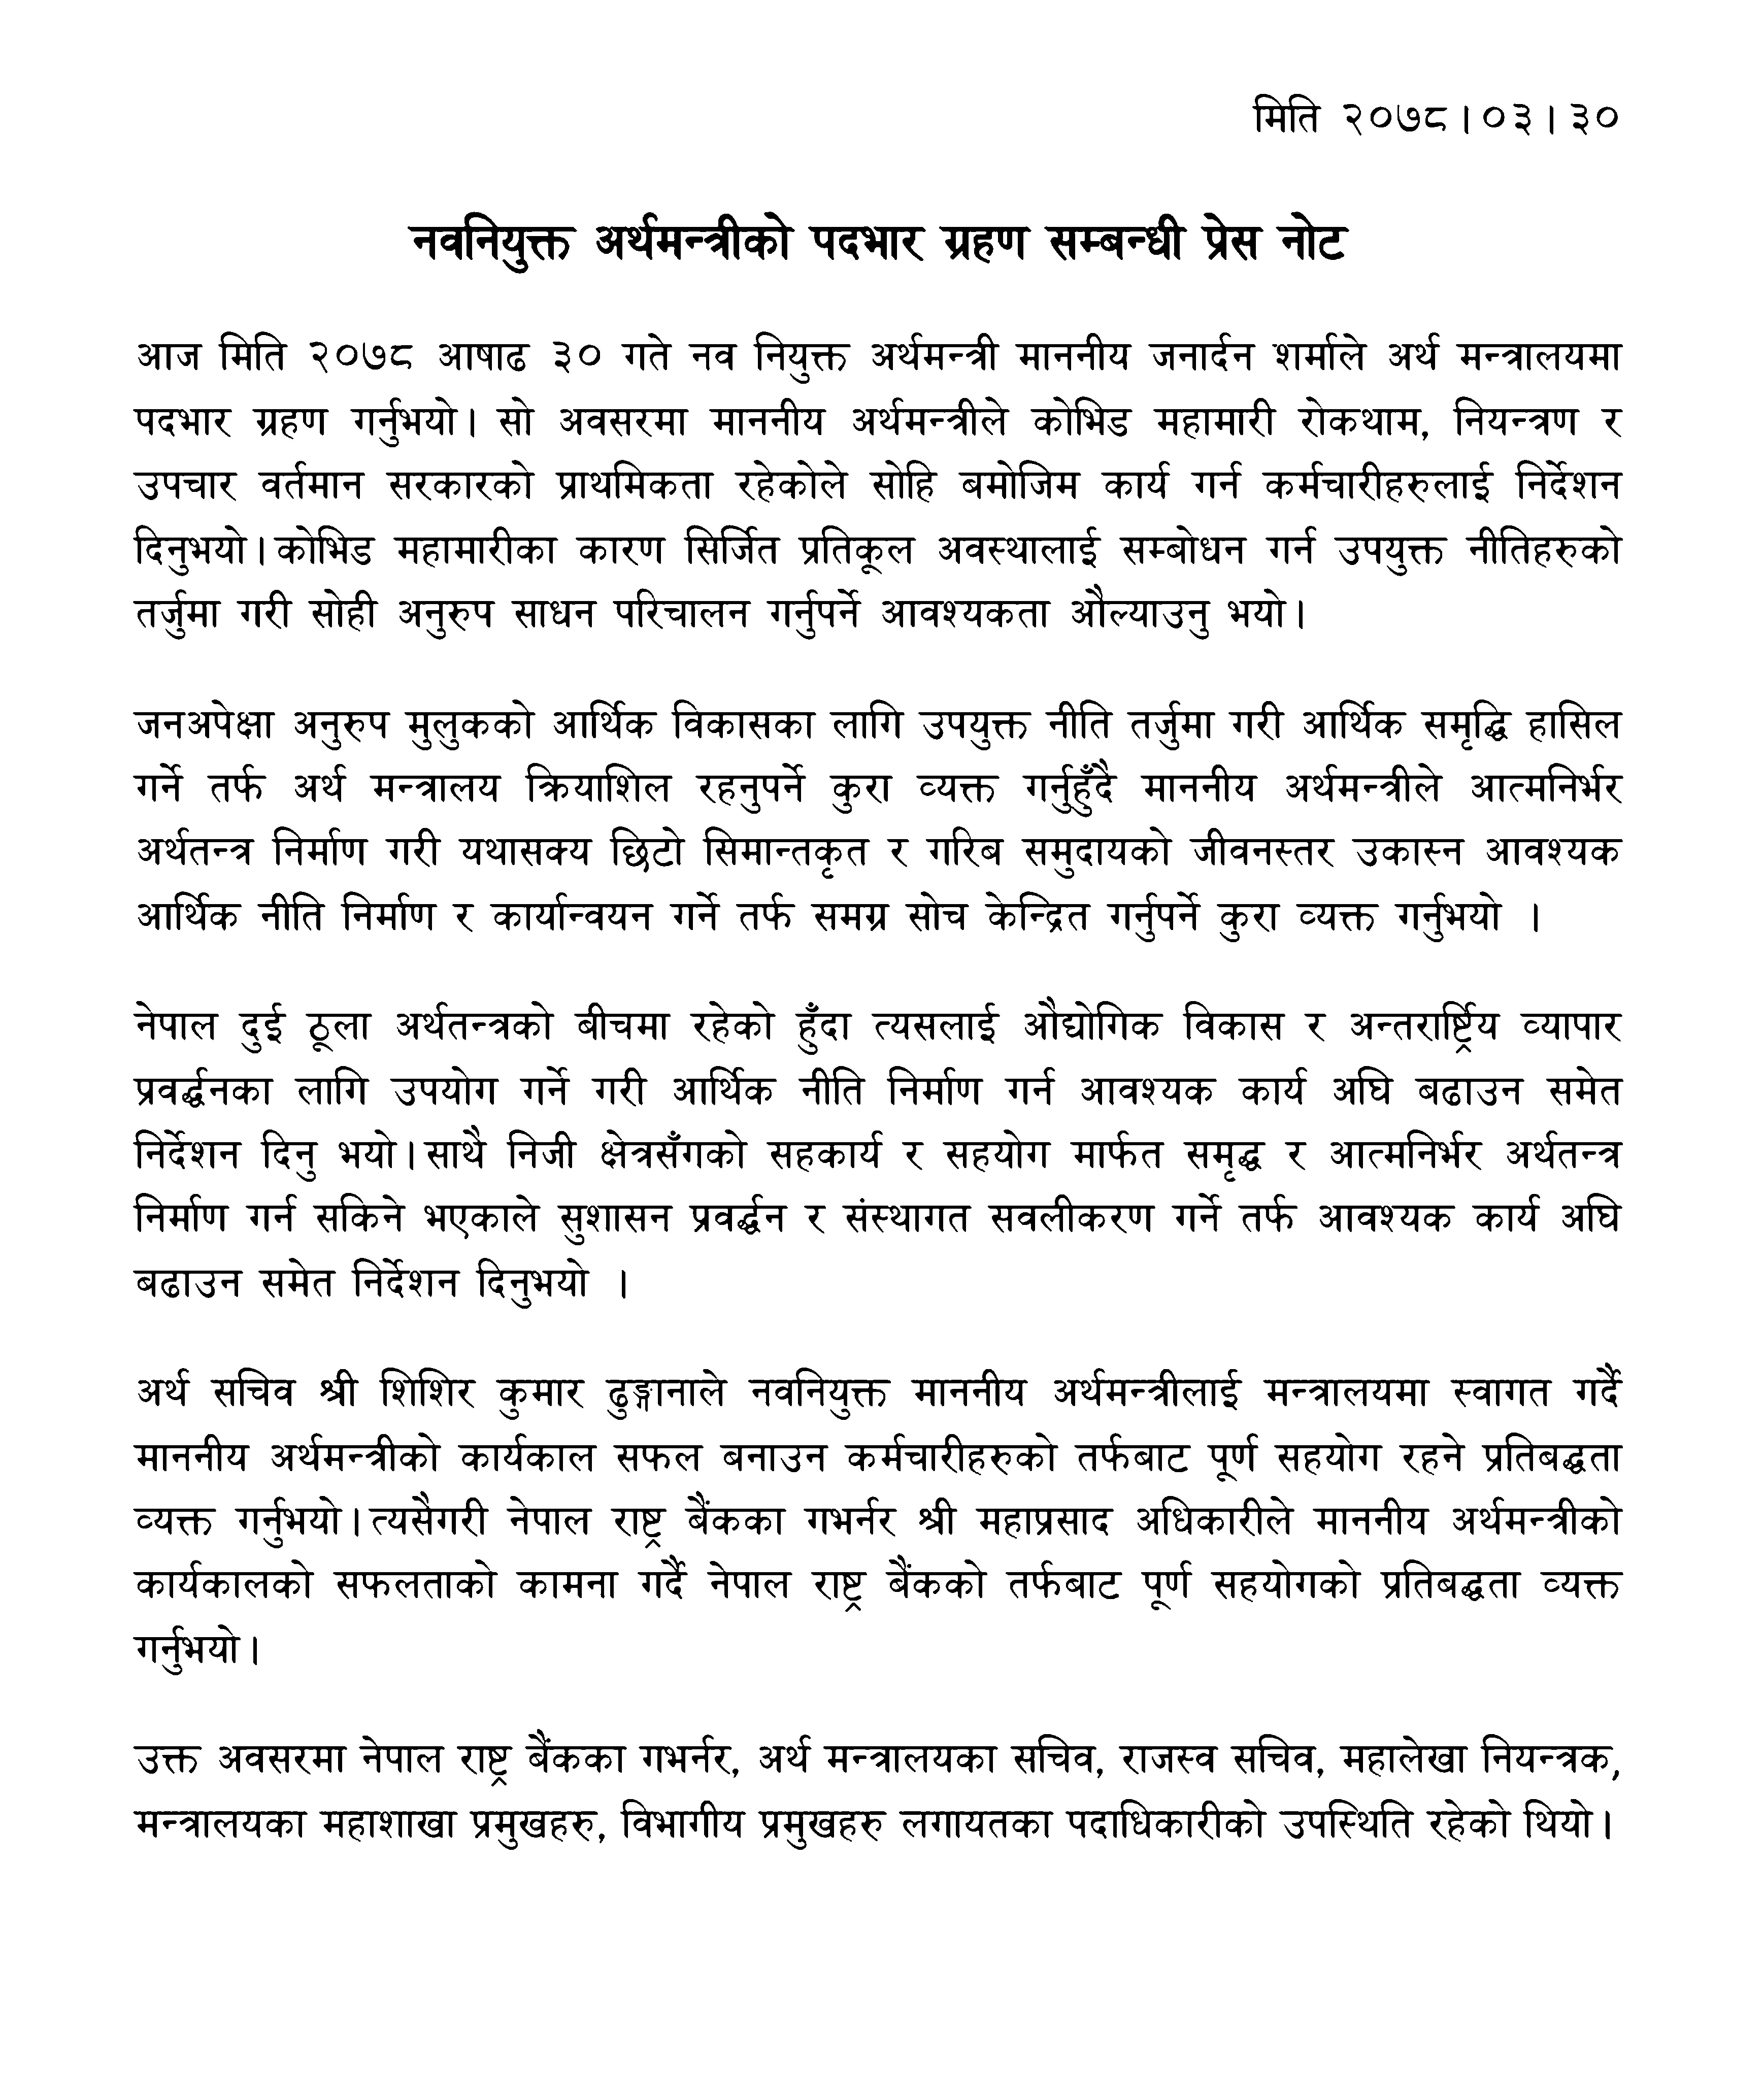 मिति २०७८।०३।३०
नवनियुक्त अर्थमन्त्रीको पदभार ग्रहण सम्बन्धी प्रेस नोट
आज मिति २०७८ आषाढ ३० गते नव नियुक्त अर्थमन्त्री माननीय जनार्दन शर्माले अर्थ मन्त्रालयमा
पदभार ग्रहण गर्नुभयो। सो अवसरमा माननीय अर्थमन्त्रीले कोभिड महामारी रोकथाम, नियन्त्रण र
उपचार वर्तमान सरकारको प्राथमिकता रहेकोले सोहि बमोजिम कार्य गर्न कर्मचारीहरुलाई निर्देशन
दिनुभयो।कोभिड महामारीका कारण सिर्जित प्रतिकूल अवस्थालाई सम्बोधन गर्न उपयुक्त नीतिहरुको
तर्जुमा गरी सोही अनुरुप साधन परिचालन गर्नुपर्ने आवश्यकता औल्याउनु भयो।
जनअपेक्षा अनुरुप मुलुकको आर्थिक विकासका लागि उपयुक्त नीति तर्जुमा गरी आर्थिक समृद्धि हासिल
गर्ने तर्फ अर्थ मन्त्रालय क्रियाशिल रहनुपर्ने कुरा व्यक्त गर्नुहुँदै माननीय अर्थमन्त्रीले आत्मनिर्भर
अर्थतन्त्र निर्माण गरी यथासक्य छिटो सिमान्तकृत र गरिब समुदायको जीवनस्तर उकास्न आवश्यक
आर्थिक नीति निर्माण र कार्यान्वयन गर्ने तर्फ समग्र सोच केन्द्रित गर्नुपर्ने कुरा व्यक्त गर्नुभयो ।
नेपाल दुई ठूला अर्थतन्त्रको बीचमा रहेको हुँदा त्यसलाई औद्योगिक विकास र अन्तरार्ष्ट्रिय व्यापार
प्रवर्द्धनका लागि उपयोग गर्ने गरी आर्थिक नीति निर्माण गर्न आवश्यक कार्य अघि बढाउन समेत
निर्देशन दिनु भयो।साथै निजी क्षेत्रसँगको सहकार्य र सहयोग मार्फत समृद्ध र आत्मनिर्भर अर्थतन्त्र
निर्माण गर्न सकिने भएकाले सुशासन प्रवर्द्धन र संस्थागत सवलीकरण गर्ने तर्फ आवश्यक कार्य अघि
बढाउन समेत निर्देशन दिनुभयो ।
अर्थ सचिव श्री शिशिर कुमार ढुङ्गानाले नवनियुक्त माननीय अर्थमन्त्रीलाई मन्त्रालयमा स्वागत गर्दै
माननीय अर्थमन्त्रीको कार्यकाल सफल बनाउन कर्मचारीहरुको तर्फबाट पूर्ण सहयोग रहने प्रतिबद्धता
व्यक्त गर्नुभयो।त्यसैगरी नेपाल राष्ट्र बैंकका गभर्नर श्री महाप्रसाद अधिकारीले माननीय अर्थमन्त्रीको
कार्यकालको सफलताको कामना गर्दै नेपाल राष्ट्र बैंकको तर्फबाट पूर्ण सहयोगको प्रतिबद्धता व्यक्त
गर्नुभयो।
उक्त अवसरमा नेपाल राष्ट्र बैंकका गभर्नर, अर्थ मन्त्रालयका सचिव, राजस्व सचिव, महालेखा नियन्त्रक,
मन्त्रालयका महाशाखा प्रमुखहरु, विभागीय प्रमुखहरु लगायतका पदाधिकारीको उपस्थिति रहेको थियो।